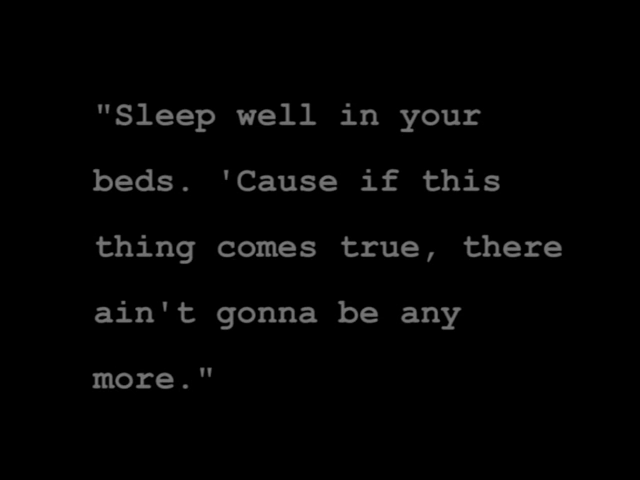 "Sleep well in your
beds. 'Cause if this
thing comes true, there
ain't gonna be any
more."